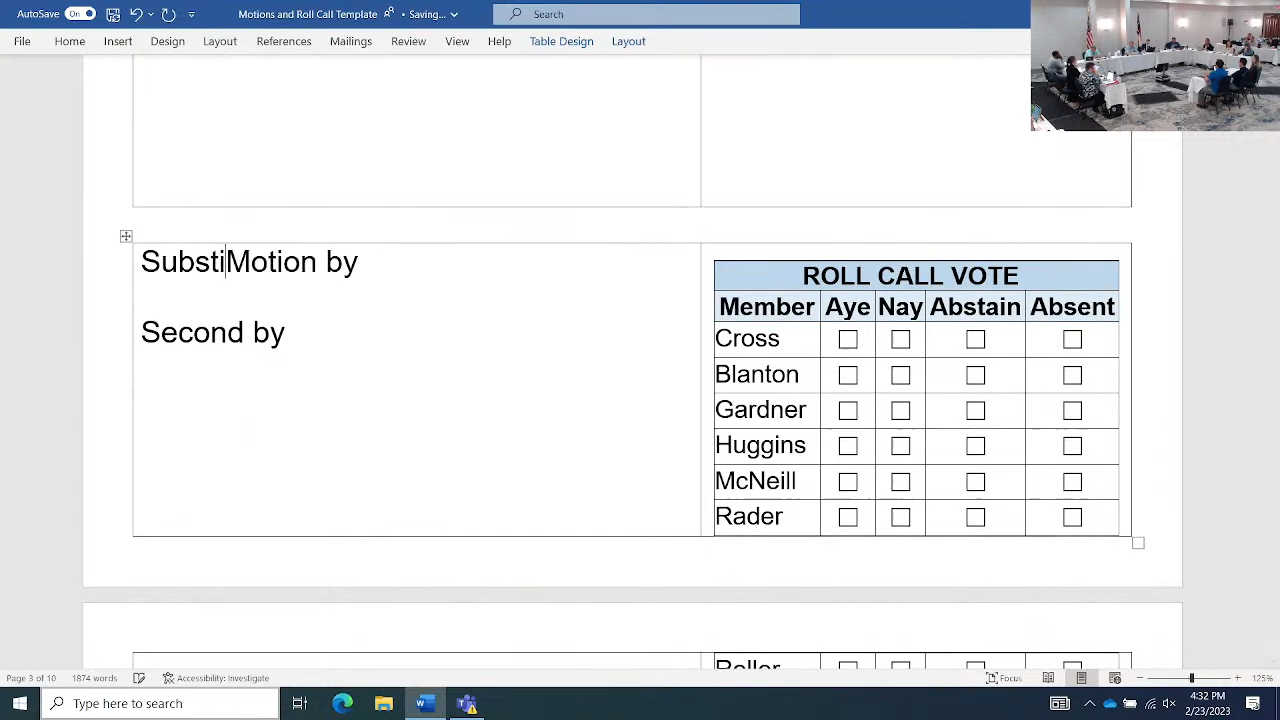 AutoSave On Motion and Roll Call Template • Saving... Search
File Home Insert Design Layout References Mailings Review View Help Table Design Layout
SubstiMotion by
Second by
ROLL CALL VOTE
Member Aye Nay Abstain Absent
Cross ☐ ☐ ☐ ☐
Blanton ☐ ☐ ☐ ☐
Gardner ☐ ☐ ☐ ☐
Huggins ☐ ☐ ☐ ☐
McNeill ☐ ☐ ☐ ☐
Rader ☐ ☐ ☐ ☐
Page 3 of 10 1874 words Accessibility: Investigate Focus 125%
Type here to search
4:32 PM
2/23/2023